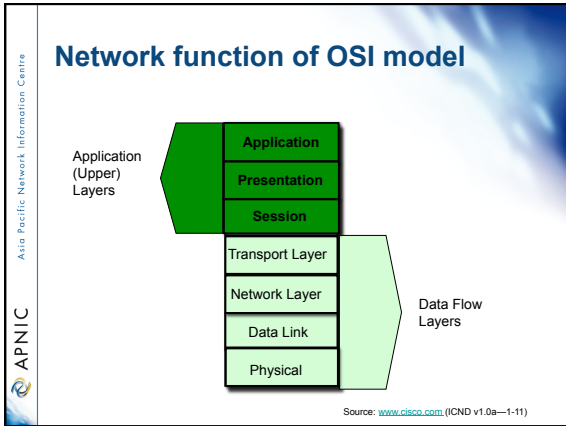 Network function of OSI model
Asia Pacific Network Information Centre
APNIC
Application
(Upper)
Layers
Application
Presentation
Session
Transport Layer
Network Layer
Data Link
Physical
Data Flow
Layers
Source: www.cisco.com (ICND v1.0a—1-11)